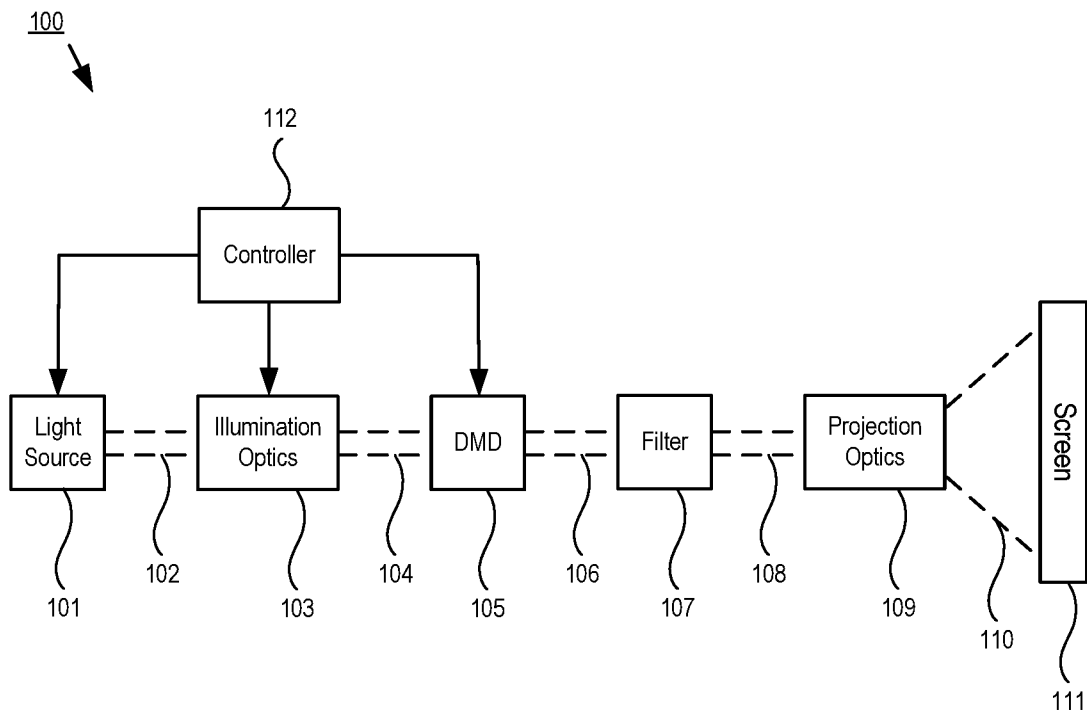 100
112
Controller
Light
Source
Illumination
Optics
DMD
Filter
Projection
Optics
Screen
102
104
106
108
110
101
103
105
107
109
111